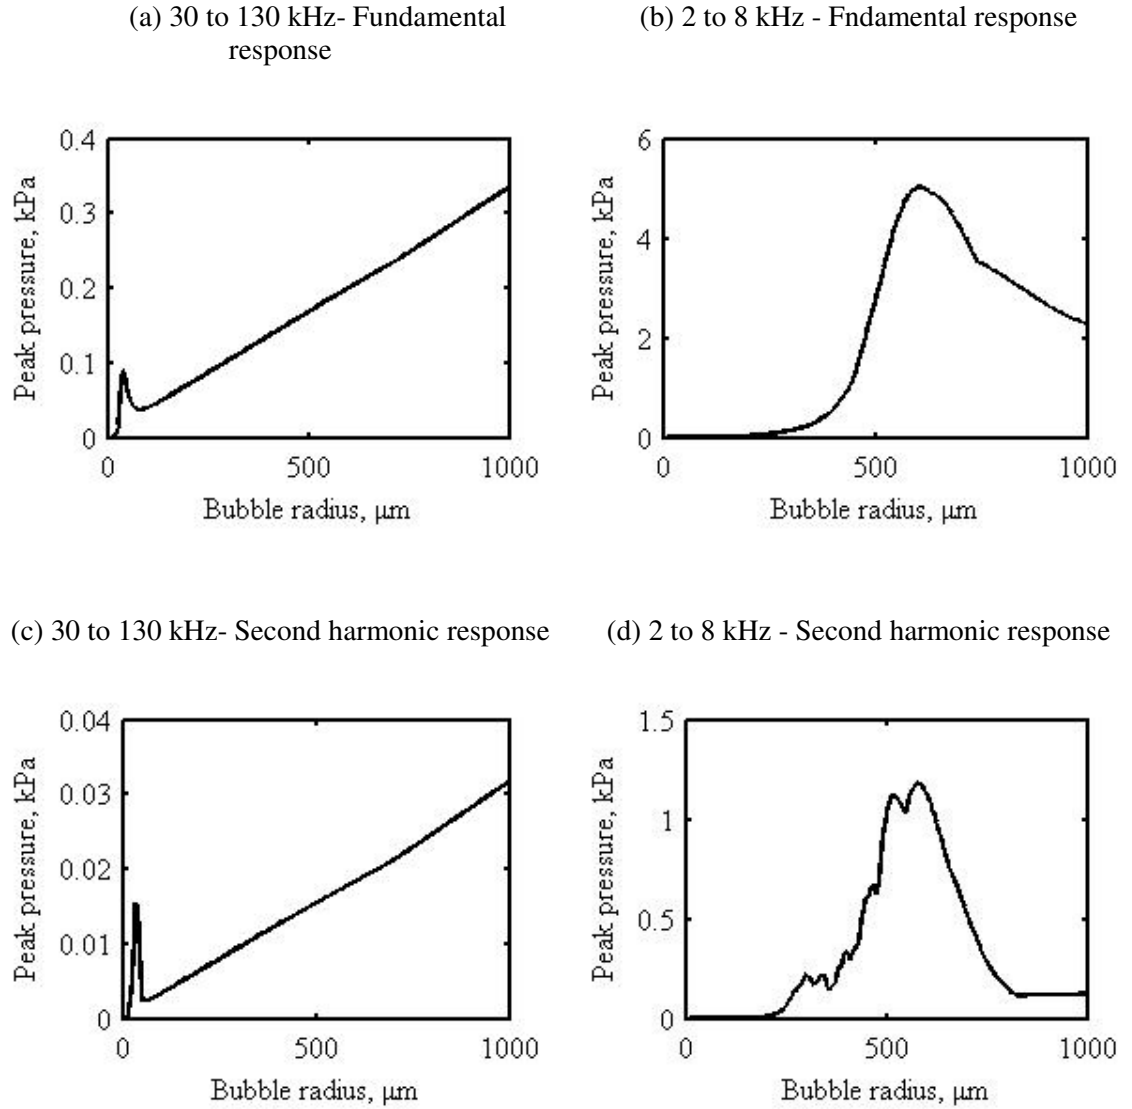 (a) 30 to 130 kHz- Fundamental
response
(b) 2 to 8 kHz - Fndamental response
0.4
0.3
0.2
0.1
0
Peak pressure, kPa
0
500
1000
Bubble radius, μm
6
4
2
0
Peak pressure, kPa
0
500
1000
Bubble radius, μm
(c) 30 to 130 kHz- Second harmonic response
(d) 2 to 8 kHz - Second harmonic response
0.04
0.03
0.02
0.01
0
Peak pressure, kPa
0
500
1000
Bubble radius, μm
1.5
1
0.5
0
Peak pressure, kPa
0
500
1000
Bubble radius, μm